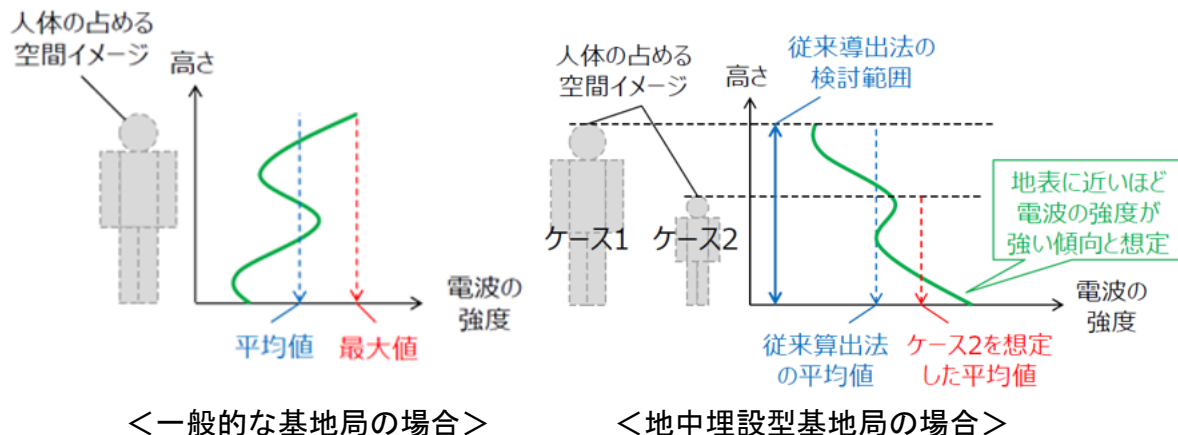 人体の占める
空間イメージ
高さ
電波の
強度
平均値
最大値
＜一般的な基地局の場合＞
人体の占める
空間イメージ
従来導出法の
検討範囲
高さ
ケース1
ケース2
地表に近いほど
電波の強度が
強い傾向と想定
電波の
強度
従来算出法
の平均値
ケース2を想定
した平均値
＜地中埋設型基地局の場合＞